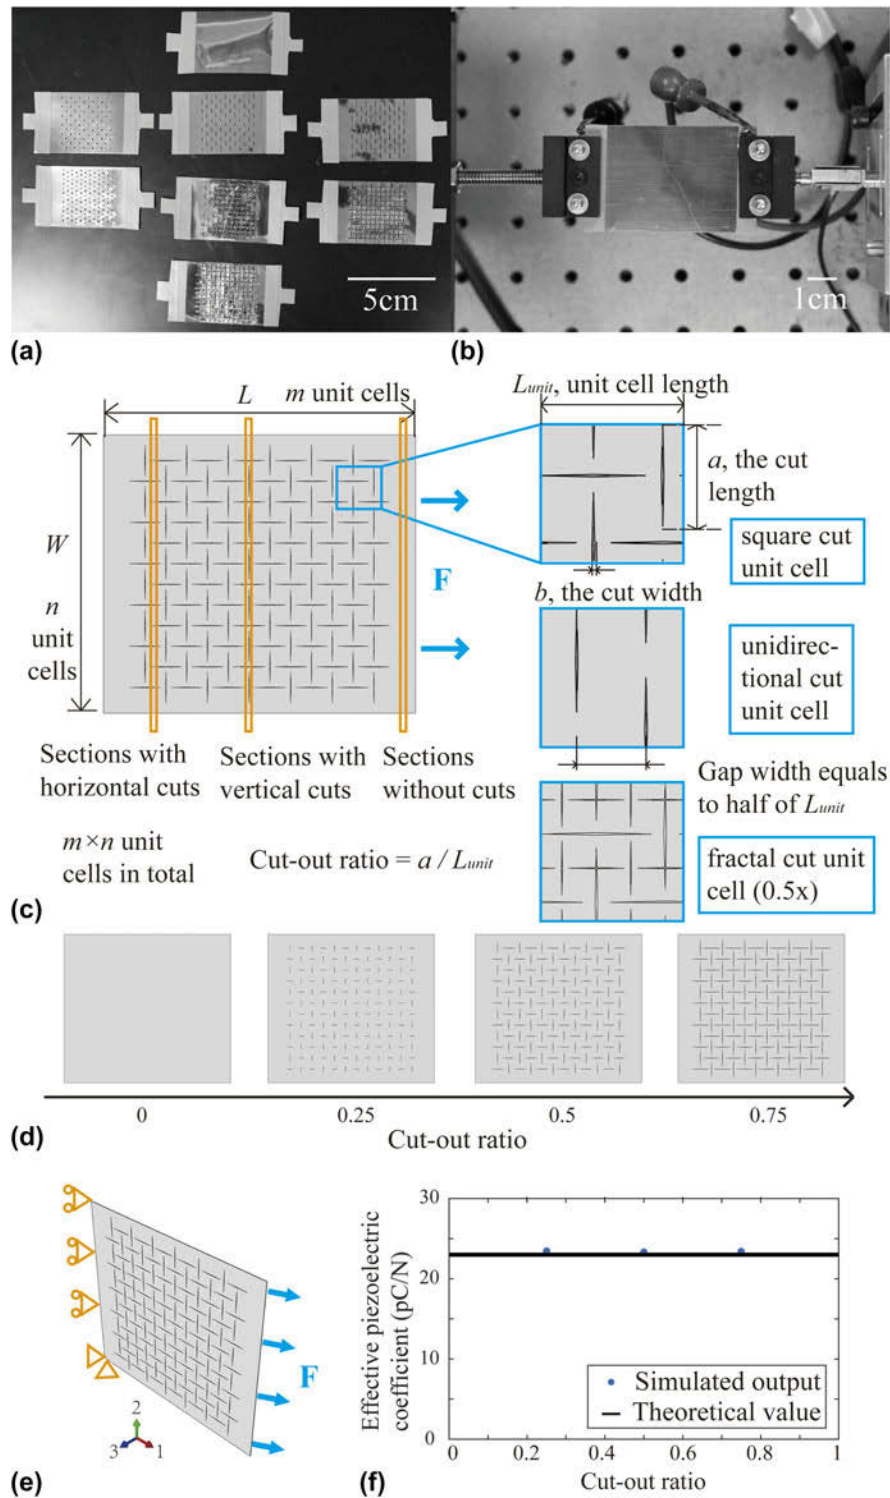 5cm
1cm
(a)
(b)
L
m unit cells
W
n
unit
cells
F
Lunit, unit cell length
a, the cut
length
square cut
unit cell
b, the cut width
unidirec-
tional cut
unit cell
Gap width equals
to half of Lunit
fractal cut unit
cell (0.5x)
Sections with
horizontal cuts
Sections with
vertical cuts
Sections
without cuts
m×n unit
cells in total
Cut-out ratio = a / Lunit
(c)
0
0.25
0.5
0.75
Cut-out ratio
(d)
F
2
3
1
(e)
Effective piezoelectric
coefficient (pC/N)
30
20
10
0
Simulated output
Theoretical value
0
0.2
0.4
0.6
0.8
1
Cut-out ratio
(f)